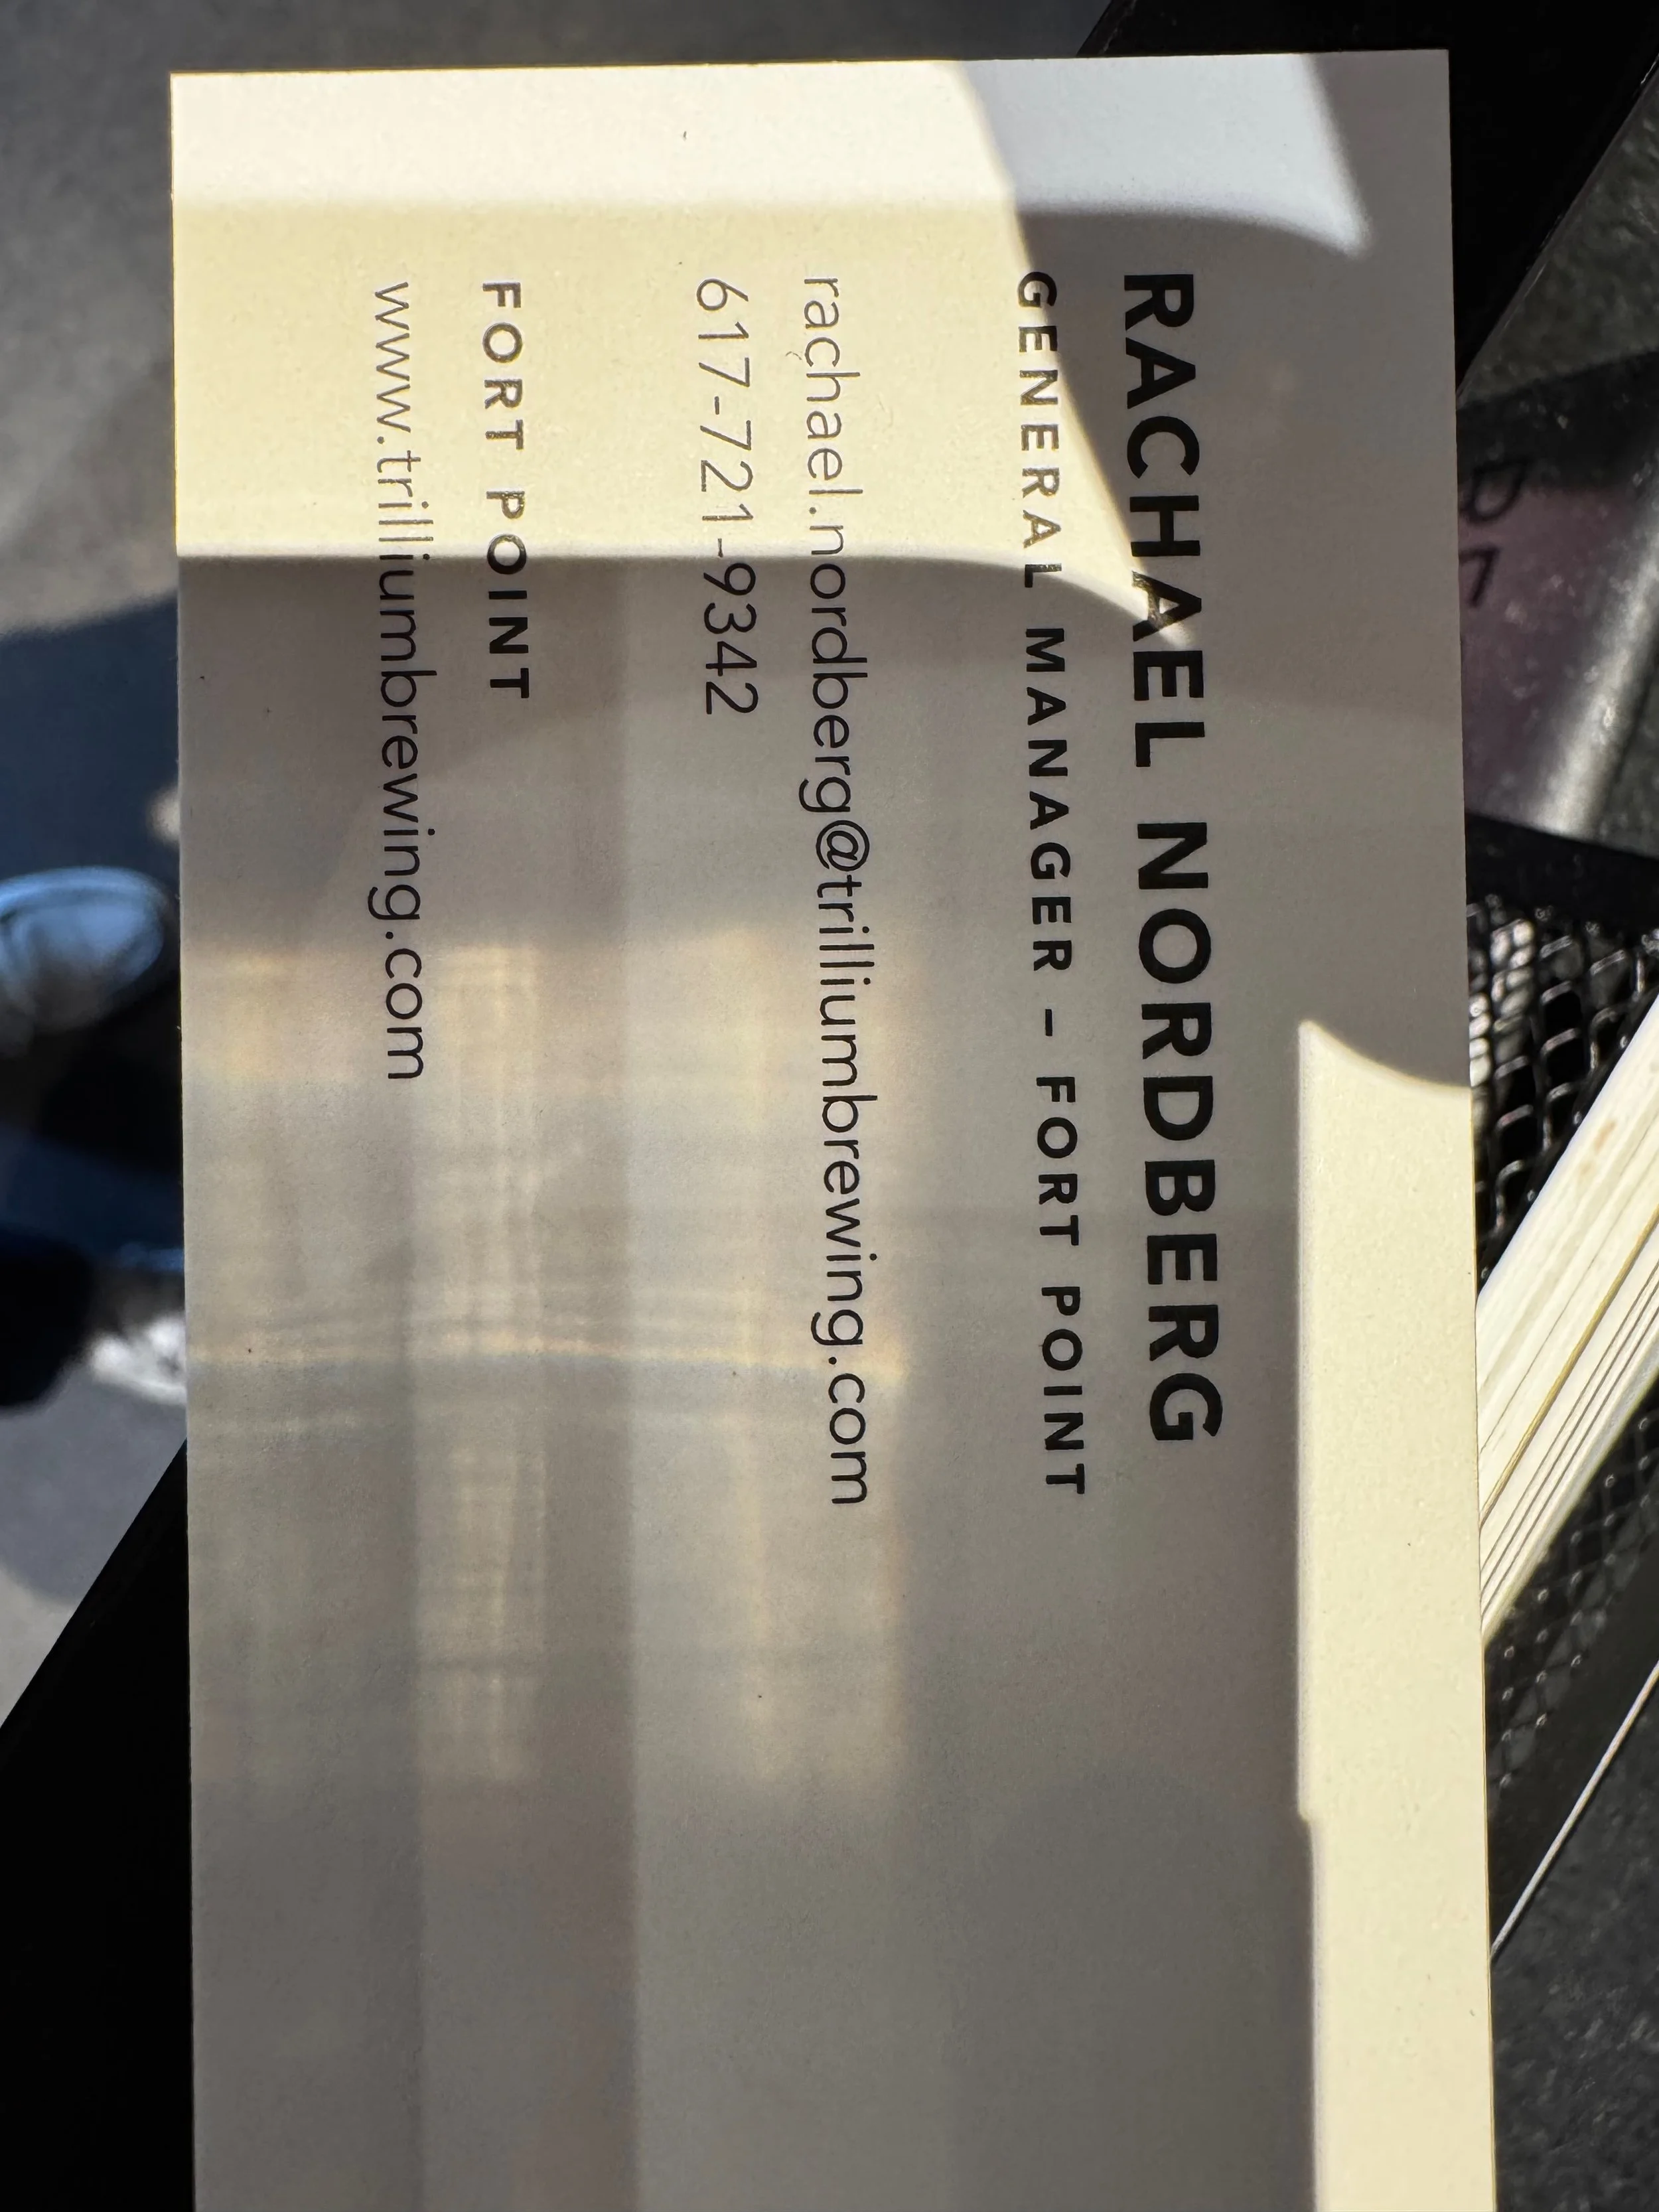 RACHAEL NORDBERG
GENERAL MANAGER – FORT POINT
rachael.nordberg@trilliumbrewing.com
617-721-9342
FORT POINT
www.trilliumbrewing.com